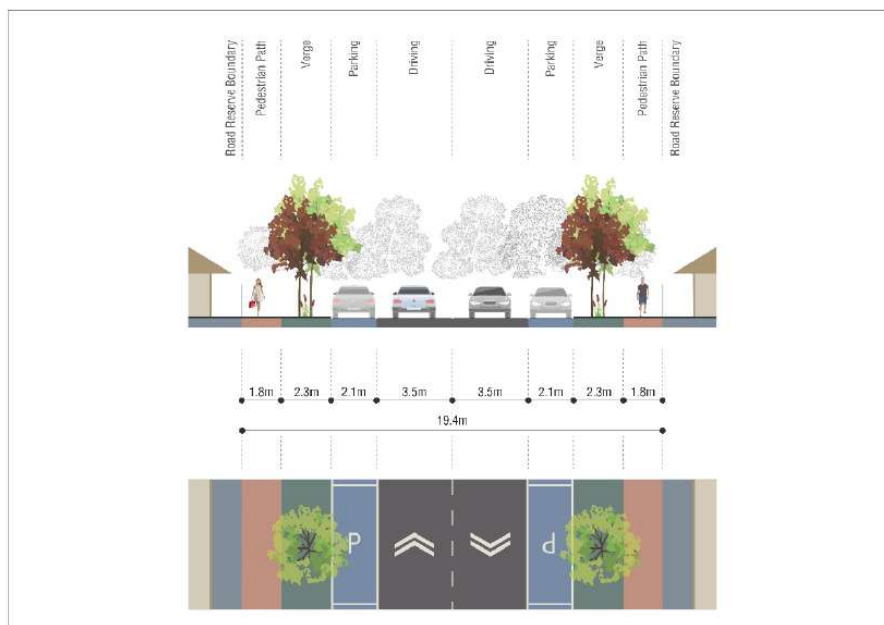 Road Reserve Boundary
Pedestrian Path
Verge
Parking
Driving
Driving
Parking
Verge
Pedestrian Path
Road Reserve Boundary
1.8m
2.3m
2.1m
3.5m
3.5m
2.1m
2.3m
1.8m
19.4m
P
P